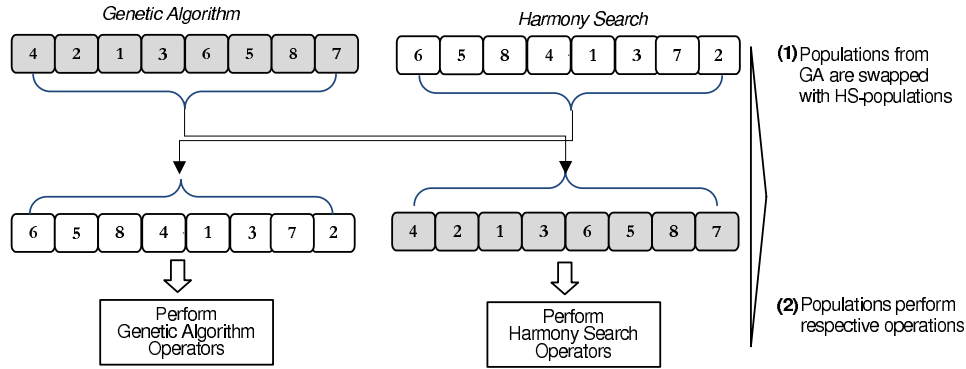 Genetic Algorithm
Harmony Search
4 2 1 3 6 5 8 7
6 5 8 4 1 3 7 2
(1) Populations from
GA are swapped
with HS-populations
6 5 8 4 1 3 7 2
4 2 1 3 6 5 8 7
Perform
Genetic Algorithm
Operators
Perform
Harmony Search
Operators
(2) Populations perform
respective operations